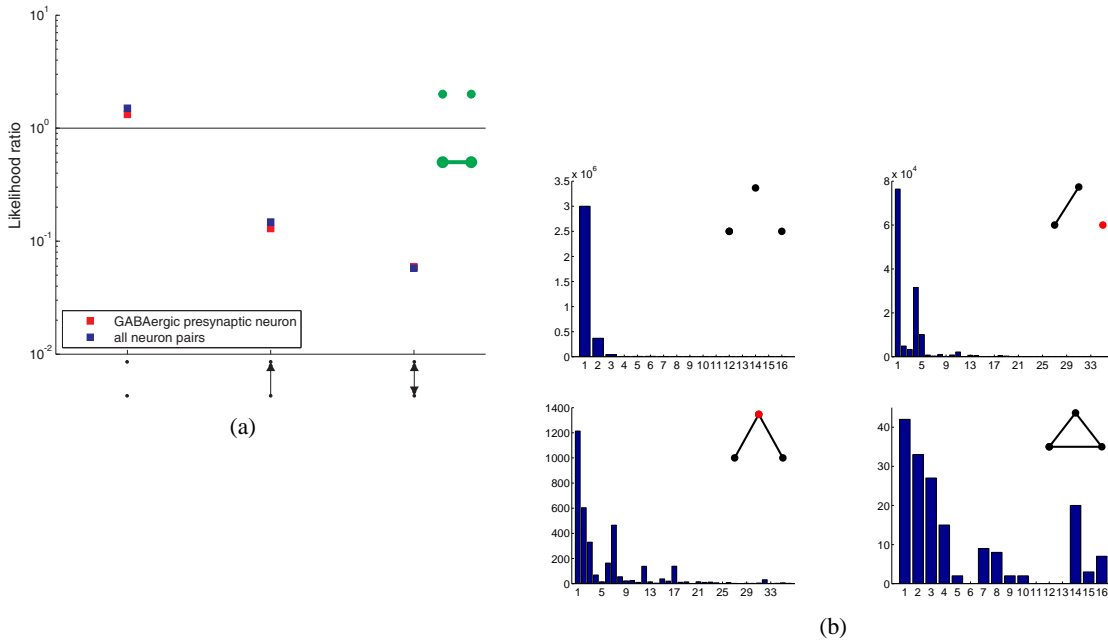 10^1
10^0
10^-1
10^-2
Likelihood ratio
GABAergic presynaptic neuron
all neuron pairs
(a)
x 10^6
3.5
3
2.5
2
1.5
1
0.5
0
1 2 3 4 5 6 7 8 9 10 11 12 13 14 15 16
x 10^4
8
6
4
2
0
1 5 9 13 17 21 25 29 33
1400
1200
1000
800
600
400
200
0
1 5 9 13 17 21 25 29 33
40
30
20
10
0
1 2 3 4 5 6 7 8 9 10 11 12 13 14 15 16
(b)